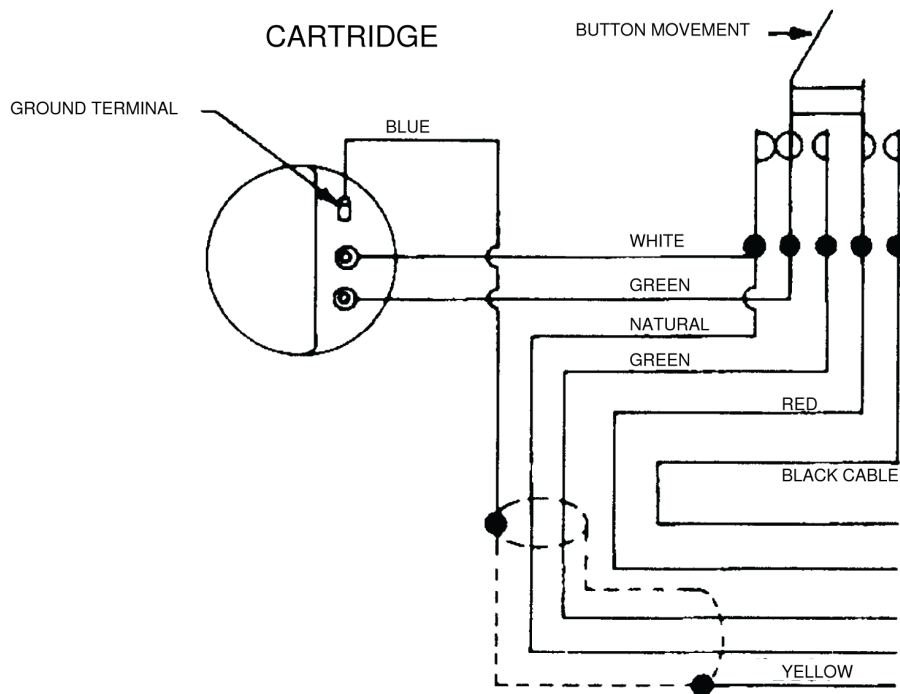 CARTRIDGE
BUTTON MOVEMENT
GROUND TERMINAL
BLUE
WHITE
GREEN
NATURAL
GREEN
RED
BLACK CABLE
YELLOW